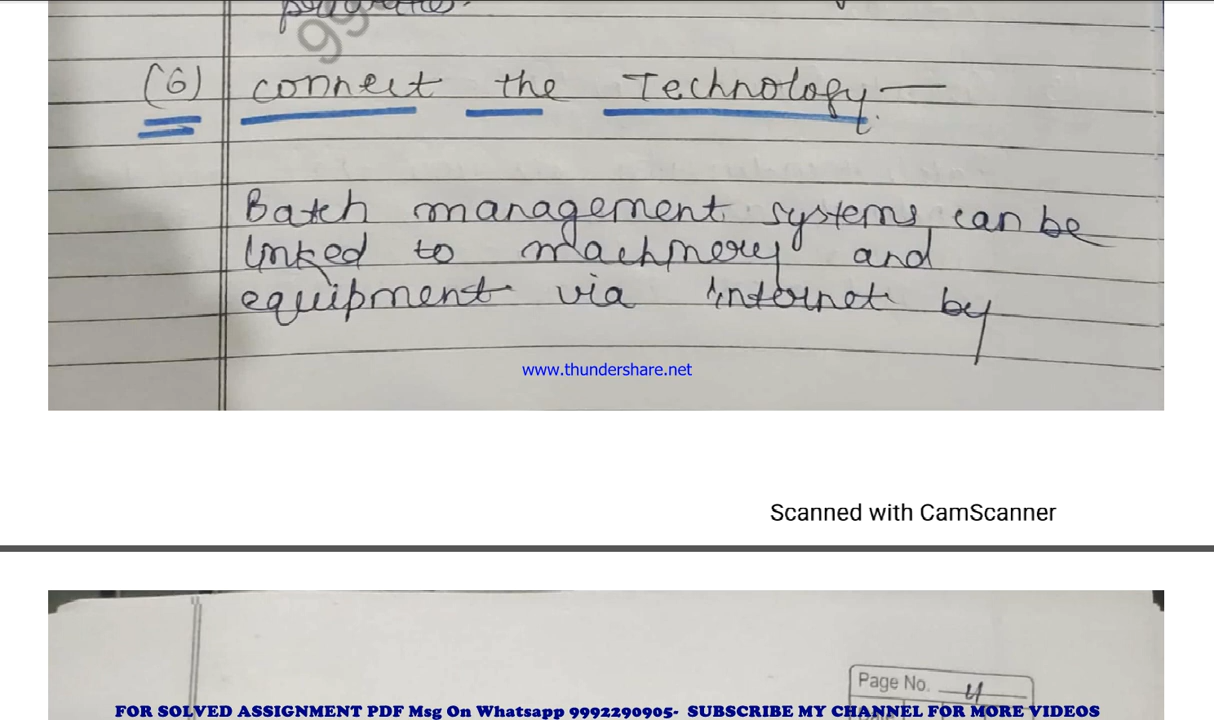 (6) connect the Technology —
Batch management systems can be
linked to machinery and
equipment via internet by
www.thundershare.net
Scanned with CamScanner
Page No. 4
FOR SOLVED ASSIGNMENT PDF Msg On Whatsapp 9992290905- SUBSCRIBE MY CHANNEL FOR MORE VIDEOS